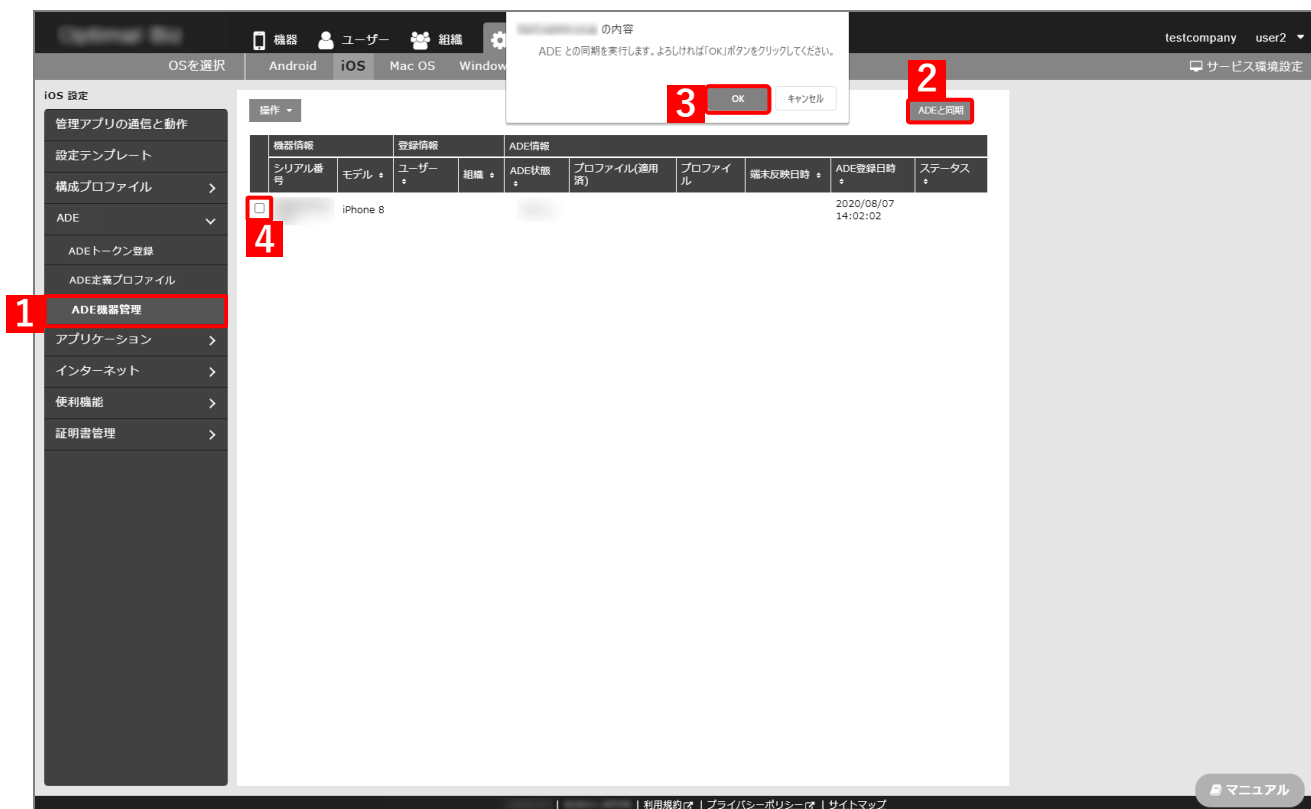 機器 ユーザー 組織
testcompany user2
の内容
ADE との同期を実行します。よろしければ「OK」ボタンをクリックしてください。
OK キャンセル
OSを選択 Android iOS Mac OS Window
サービス環境設定
iOS 設定
管理アプリの通信と動作
設定テンプレート
構成プロファイル
ADE
ADEトークン登録
ADE定義プロファイル
ADE機器管理
アプリケーション
インターネット
便利機能
証明書管理
1
2
3
4
操作
ADEと同期
機器情報 登録情報 ADE情報
シリアル番号 モデル ユーザー 組織 ADE状態 プロファイル(適用済) プロファイル 端末反映日時 ADE登録日時 ステータス
iPhone 8 2020/08/07
14:02:02
マニュアル
| | 利用規約 | プライバシーポリシー | サイトマップ